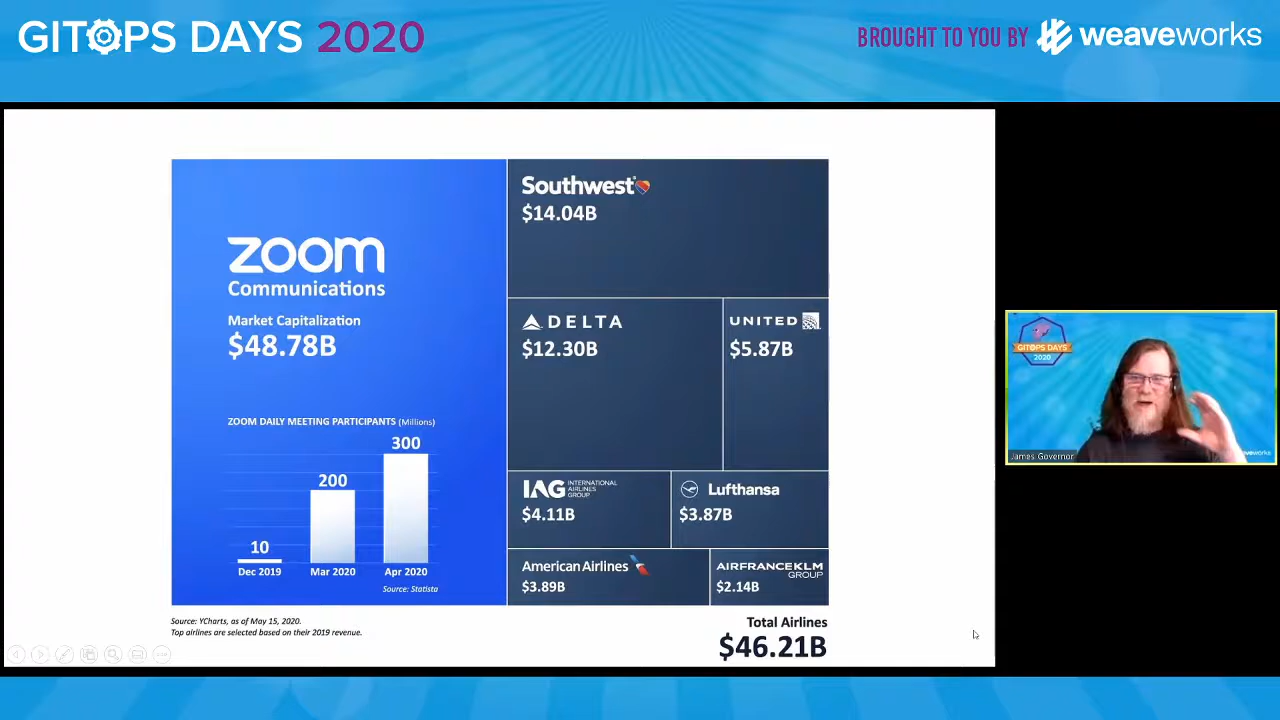 GITOPS DAYS 2020
BROUGHT TO YOU BY weaveworks
zoom
Communications
Market Capitalization
$48.78B
ZOOM DAILY MEETING PARTICIPANTS (Millions)
10
200
300
Dec 2019
Mar 2020
Apr 2020
Source: Statista
Southwest
$14.04B
DELTA
$12.30B
UNITED
$5.87B
IAG INTERNATIONAL
AIRLINES
GROUP
$4.11B
Lufthansa
$3.87B
American Airlines
$3.89B
AIRFRANCEKLM
GROUP
$2.14B
Source: YCharts, as of May 15, 2020.
Top airlines are selected based on their 2019 revenue.
Total Airlines
$46.21B
GITOPS DAYS
2020
James Governor